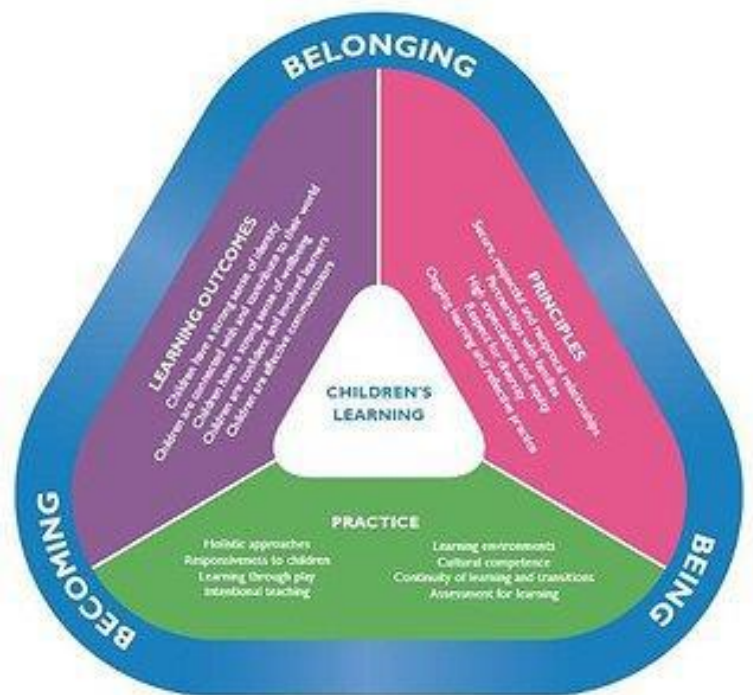 BELONGING
LEARNING OUTCOMES
Children have a strong sense of identity
Children are connected with and contribute to their world
Children have a strong sense of wellbeing
Children are confident and involved learners
Children are effective communicators
PRINCIPLES
Secure, respectful and reciprocal relationships
Partnerships with families
High expectations and equity
Respect for diversity
Ongoing learning and reflective practice
CHILDREN'S
LEARNING
PRACTICE
Holistic approaches
Responsiveness to children
Learning through play
Intentional teaching
Learning environments
Cultural competence
Continuity of learning and transitions
Assessment for learning
BECOMING
BEING